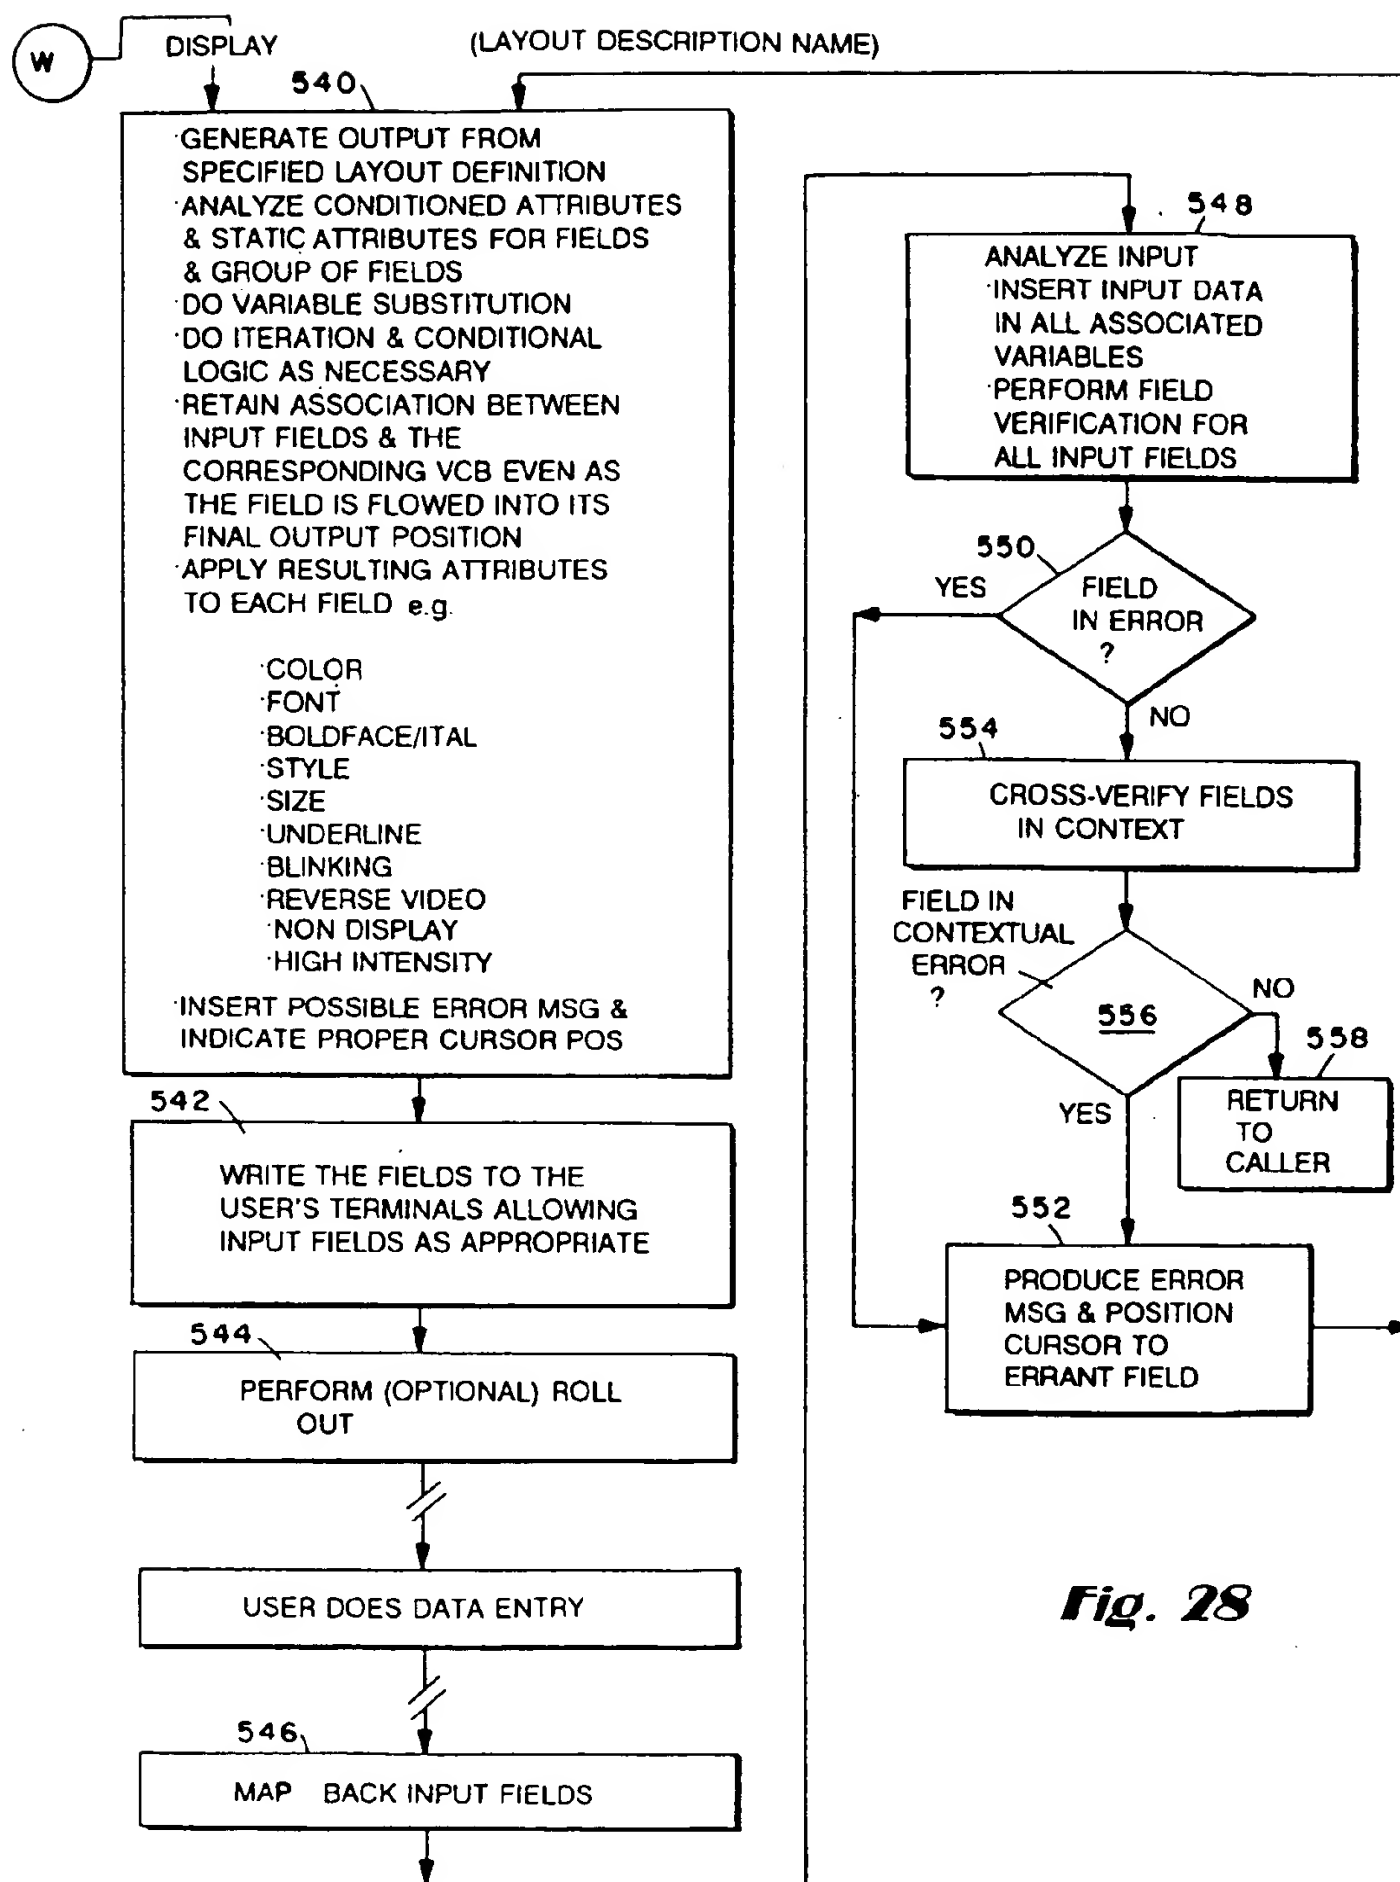 W
DISPLAY
(LAYOUT DESCRIPTION NAME)
540
·GENERATE OUTPUT FROM
SPECIFIED LAYOUT DEFINITION
·ANALYZE CONDITIONED ATTRIBUTES
& STATIC ATTRIBUTES FOR FIELDS
& GROUP OF FIELDS
·DO VARIABLE SUBSTITUTION
·DO ITERATION & CONDITIONAL
LOGIC AS NECESSARY
·RETAIN ASSOCIATION BETWEEN
INPUT FIELDS & THE
CORRESPONDING VCB EVEN AS
THE FIELD IS FLOWED INTO ITS
FINAL OUTPUT POSITION
·APPLY RESULTING ATTRIBUTES
TO EACH FIELD e.g.
·COLOR
·FONT
·BOLDFACE/ITAL
·STYLE
·SIZE
·UNDERLINE
·BLINKING
·REVERSE VIDEO
·NON DISPLAY
·HIGH INTENSITY
·INSERT POSSIBLE ERROR MSG &
INDICATE PROPER CURSOR POS
542
WRITE THE FIELDS TO THE
USER'S TERMINALS ALLOWING
INPUT FIELDS AS APPROPRIATE
544
PERFORM (OPTIONAL) ROLL
OUT
USER DOES DATA ENTRY
546
MAP BACK INPUT FIELDS
548
ANALYZE INPUT
·INSERT INPUT DATA
IN ALL ASSOCIATED
VARIABLES
·PERFORM FIELD
VERIFICATION FOR
ALL INPUT FIELDS
550
YES
FIELD
IN ERROR
?
NO
554
CROSS-VERIFY FIELDS
IN CONTEXT
FIELD IN
CONTEXTUAL
ERROR
?
556
NO
558
RETURN
TO
CALLER
YES
552
PRODUCE ERROR
MSG & POSITION
CURSOR TO
ERRANT FIELD
Fig. 28